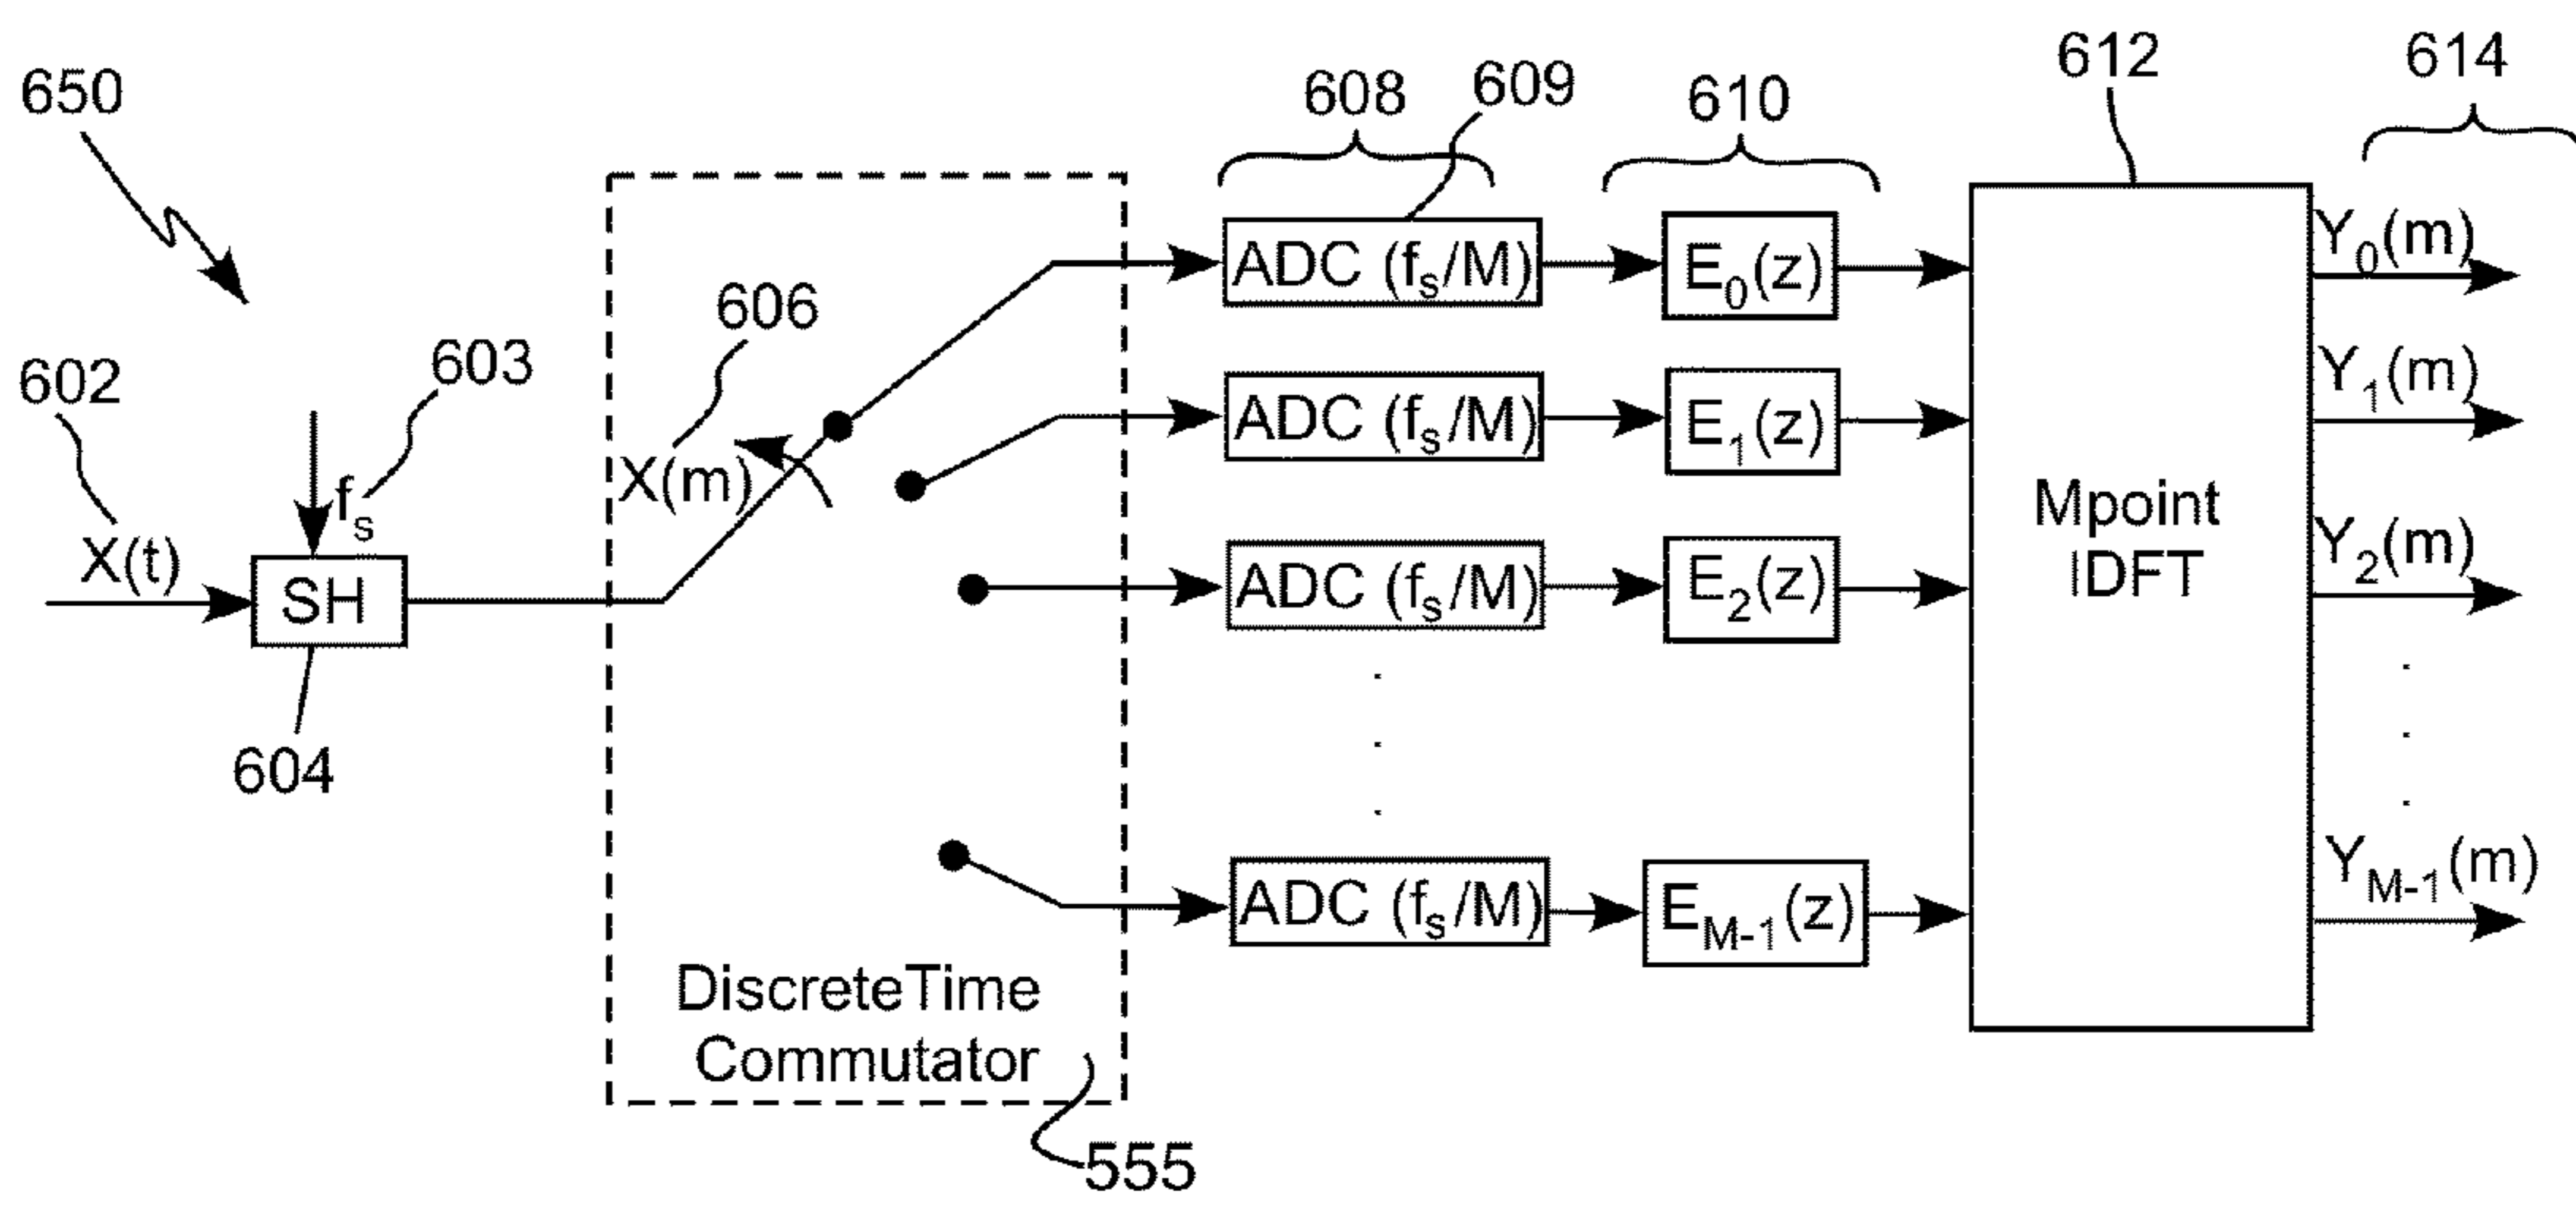 650
602
603
606
608
609
610
612
614
X(t)
fs
SH
604
X(m)
DiscreteTime
Commutator
555
ADC (fs/M)
E0(z)
Y0(m)
ADC (fs/M)
E1(z)
Y1(m)
ADC (fs/M)
E2(z)
Y2(m)
.
.
.
.
.
.
ADC (fs/M)
EM-1(z)
YM-1(m)
Mpoint
IDFT